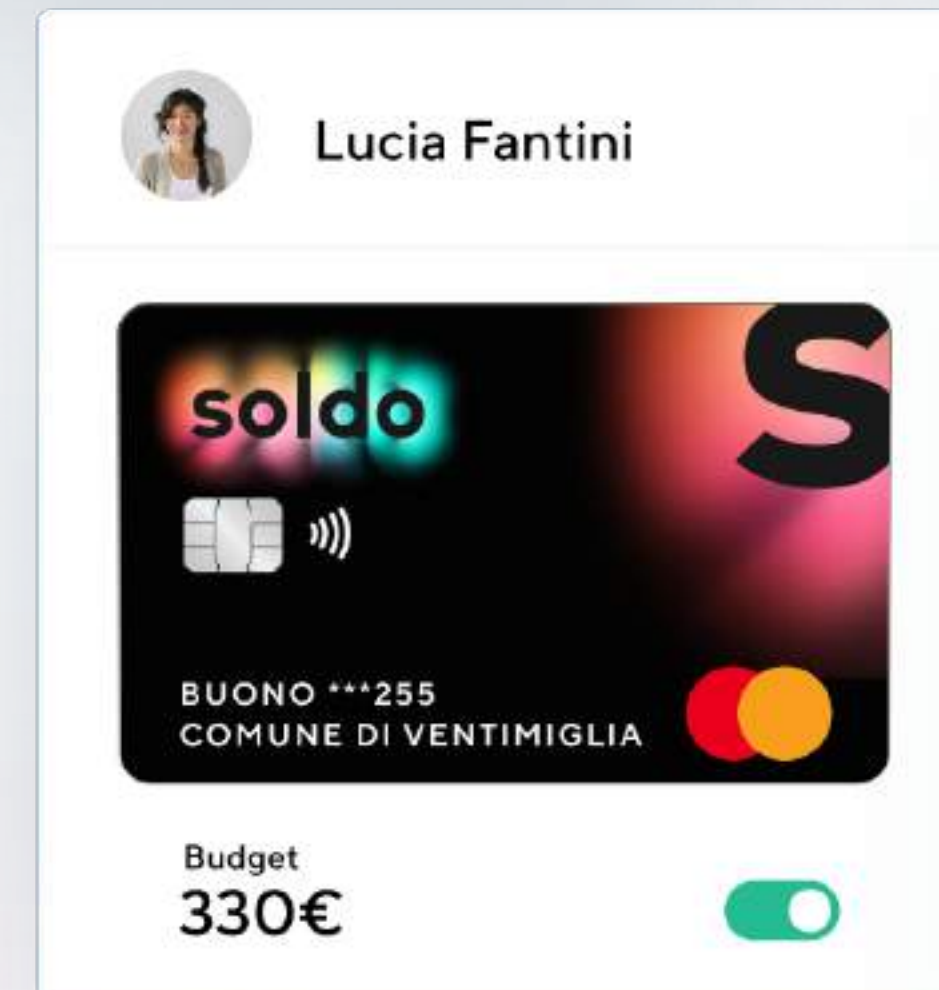 Lucia Fantini
soldo
S
BUONO ***255
COMUNE DI VENTIMIGLIA
Budget
330€